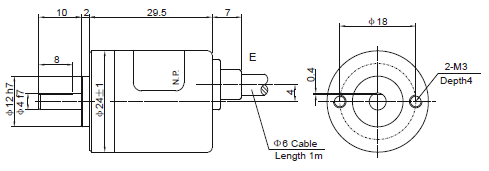 10
2
29.5
7
8
E
N.P.
φ12 h7
φ4 f7
φ24±1
4
Φ6 Cable
Length 1m
φ18
0.4
2-M3
Depth4